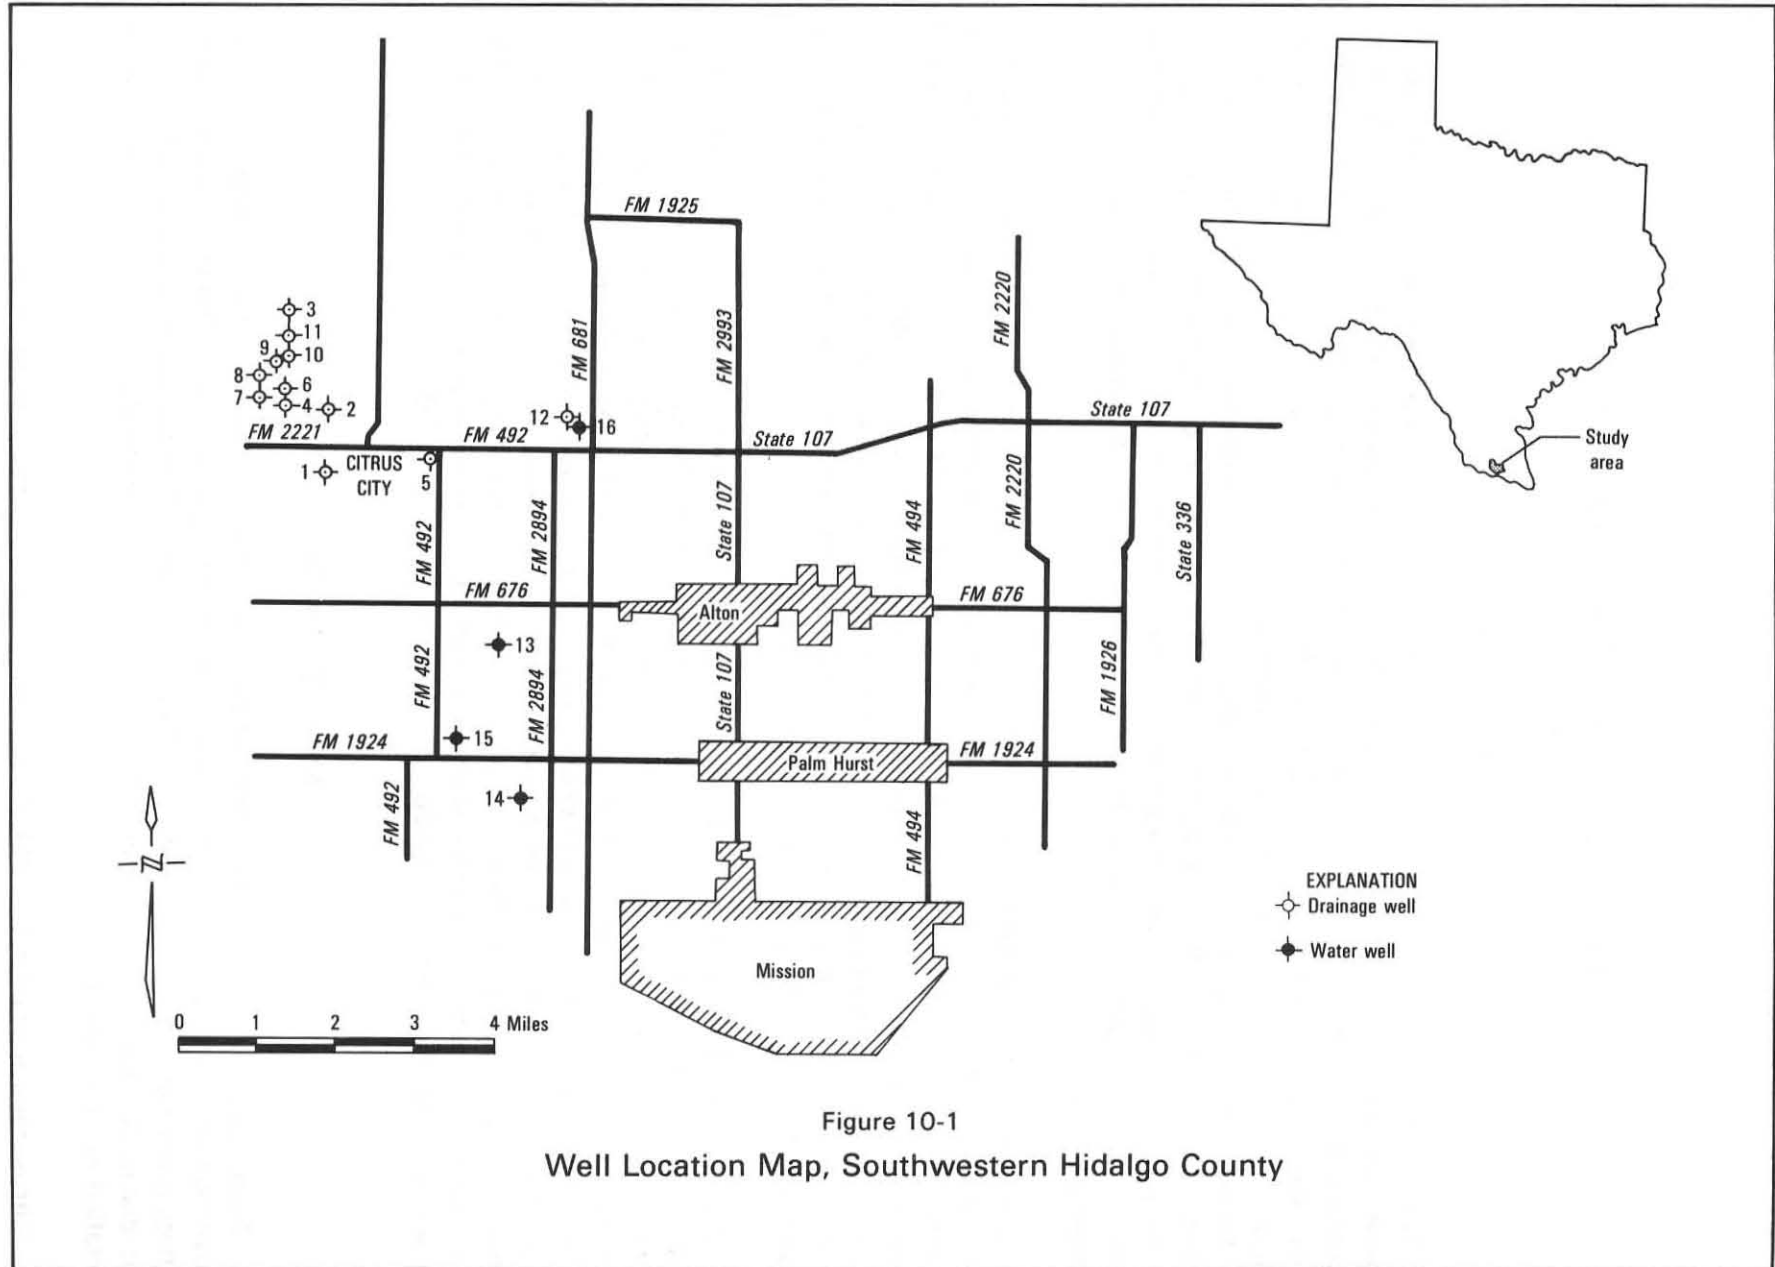 FM 1925
FM 681
FM 2993
FM 2220
3
11
9
10
8
6
7
4
2
12
16
FM 2221
FM 492
State 107
State 107
1
CITRUS
CITY
5
FM 492
FM 2894
State 107
FM 494
FM 2220
State 336
FM 676
Alton
FM 676
13
FM 492
FM 2894
State 107
FM 1926
15
FM 1924
Palm Hurst
FM 1924
14
FM 492
FM 494
N
Mission
Study
area
EXPLANATION
Drainage well
Water well
0 1 2 3 4 Miles
Figure 10-1
Well Location Map, Southwestern Hidalgo County